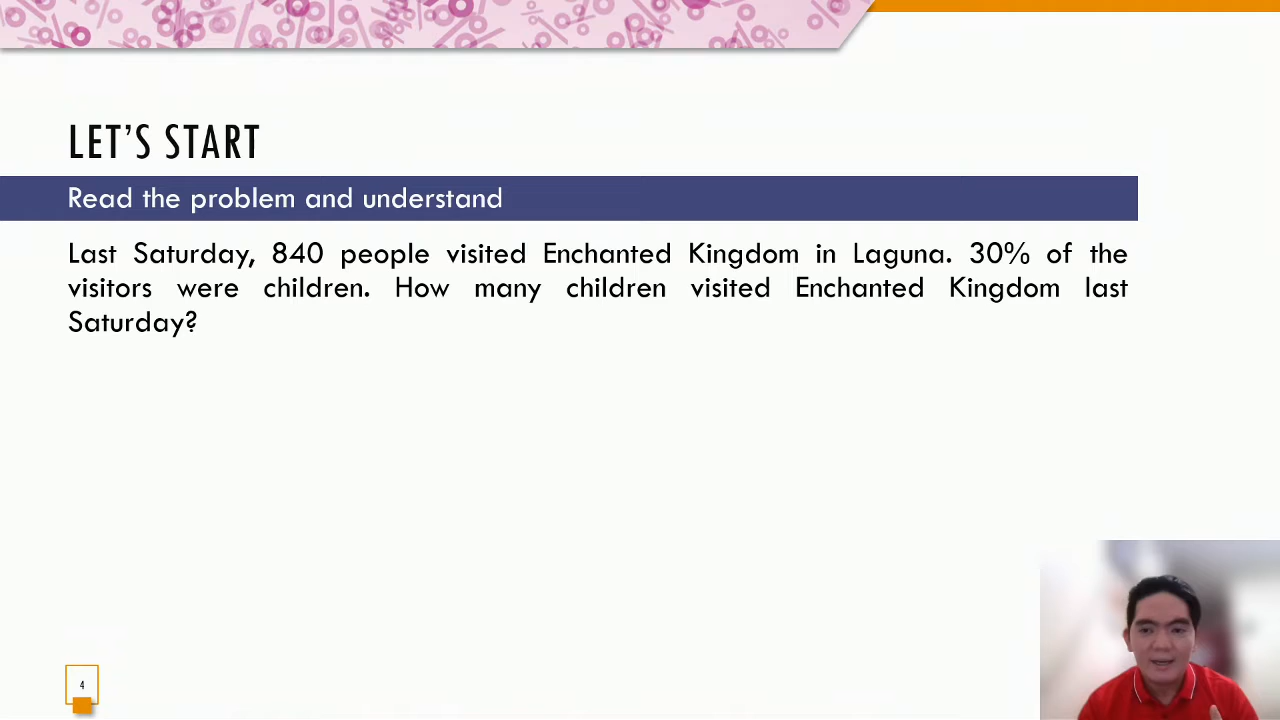 LET'S START
Read the problem and understand
Last Saturday, 840 people visited Enchanted Kingdom in Laguna. 30% of the
visitors were children. How many children visited Enchanted Kingdom last
Saturday?
4